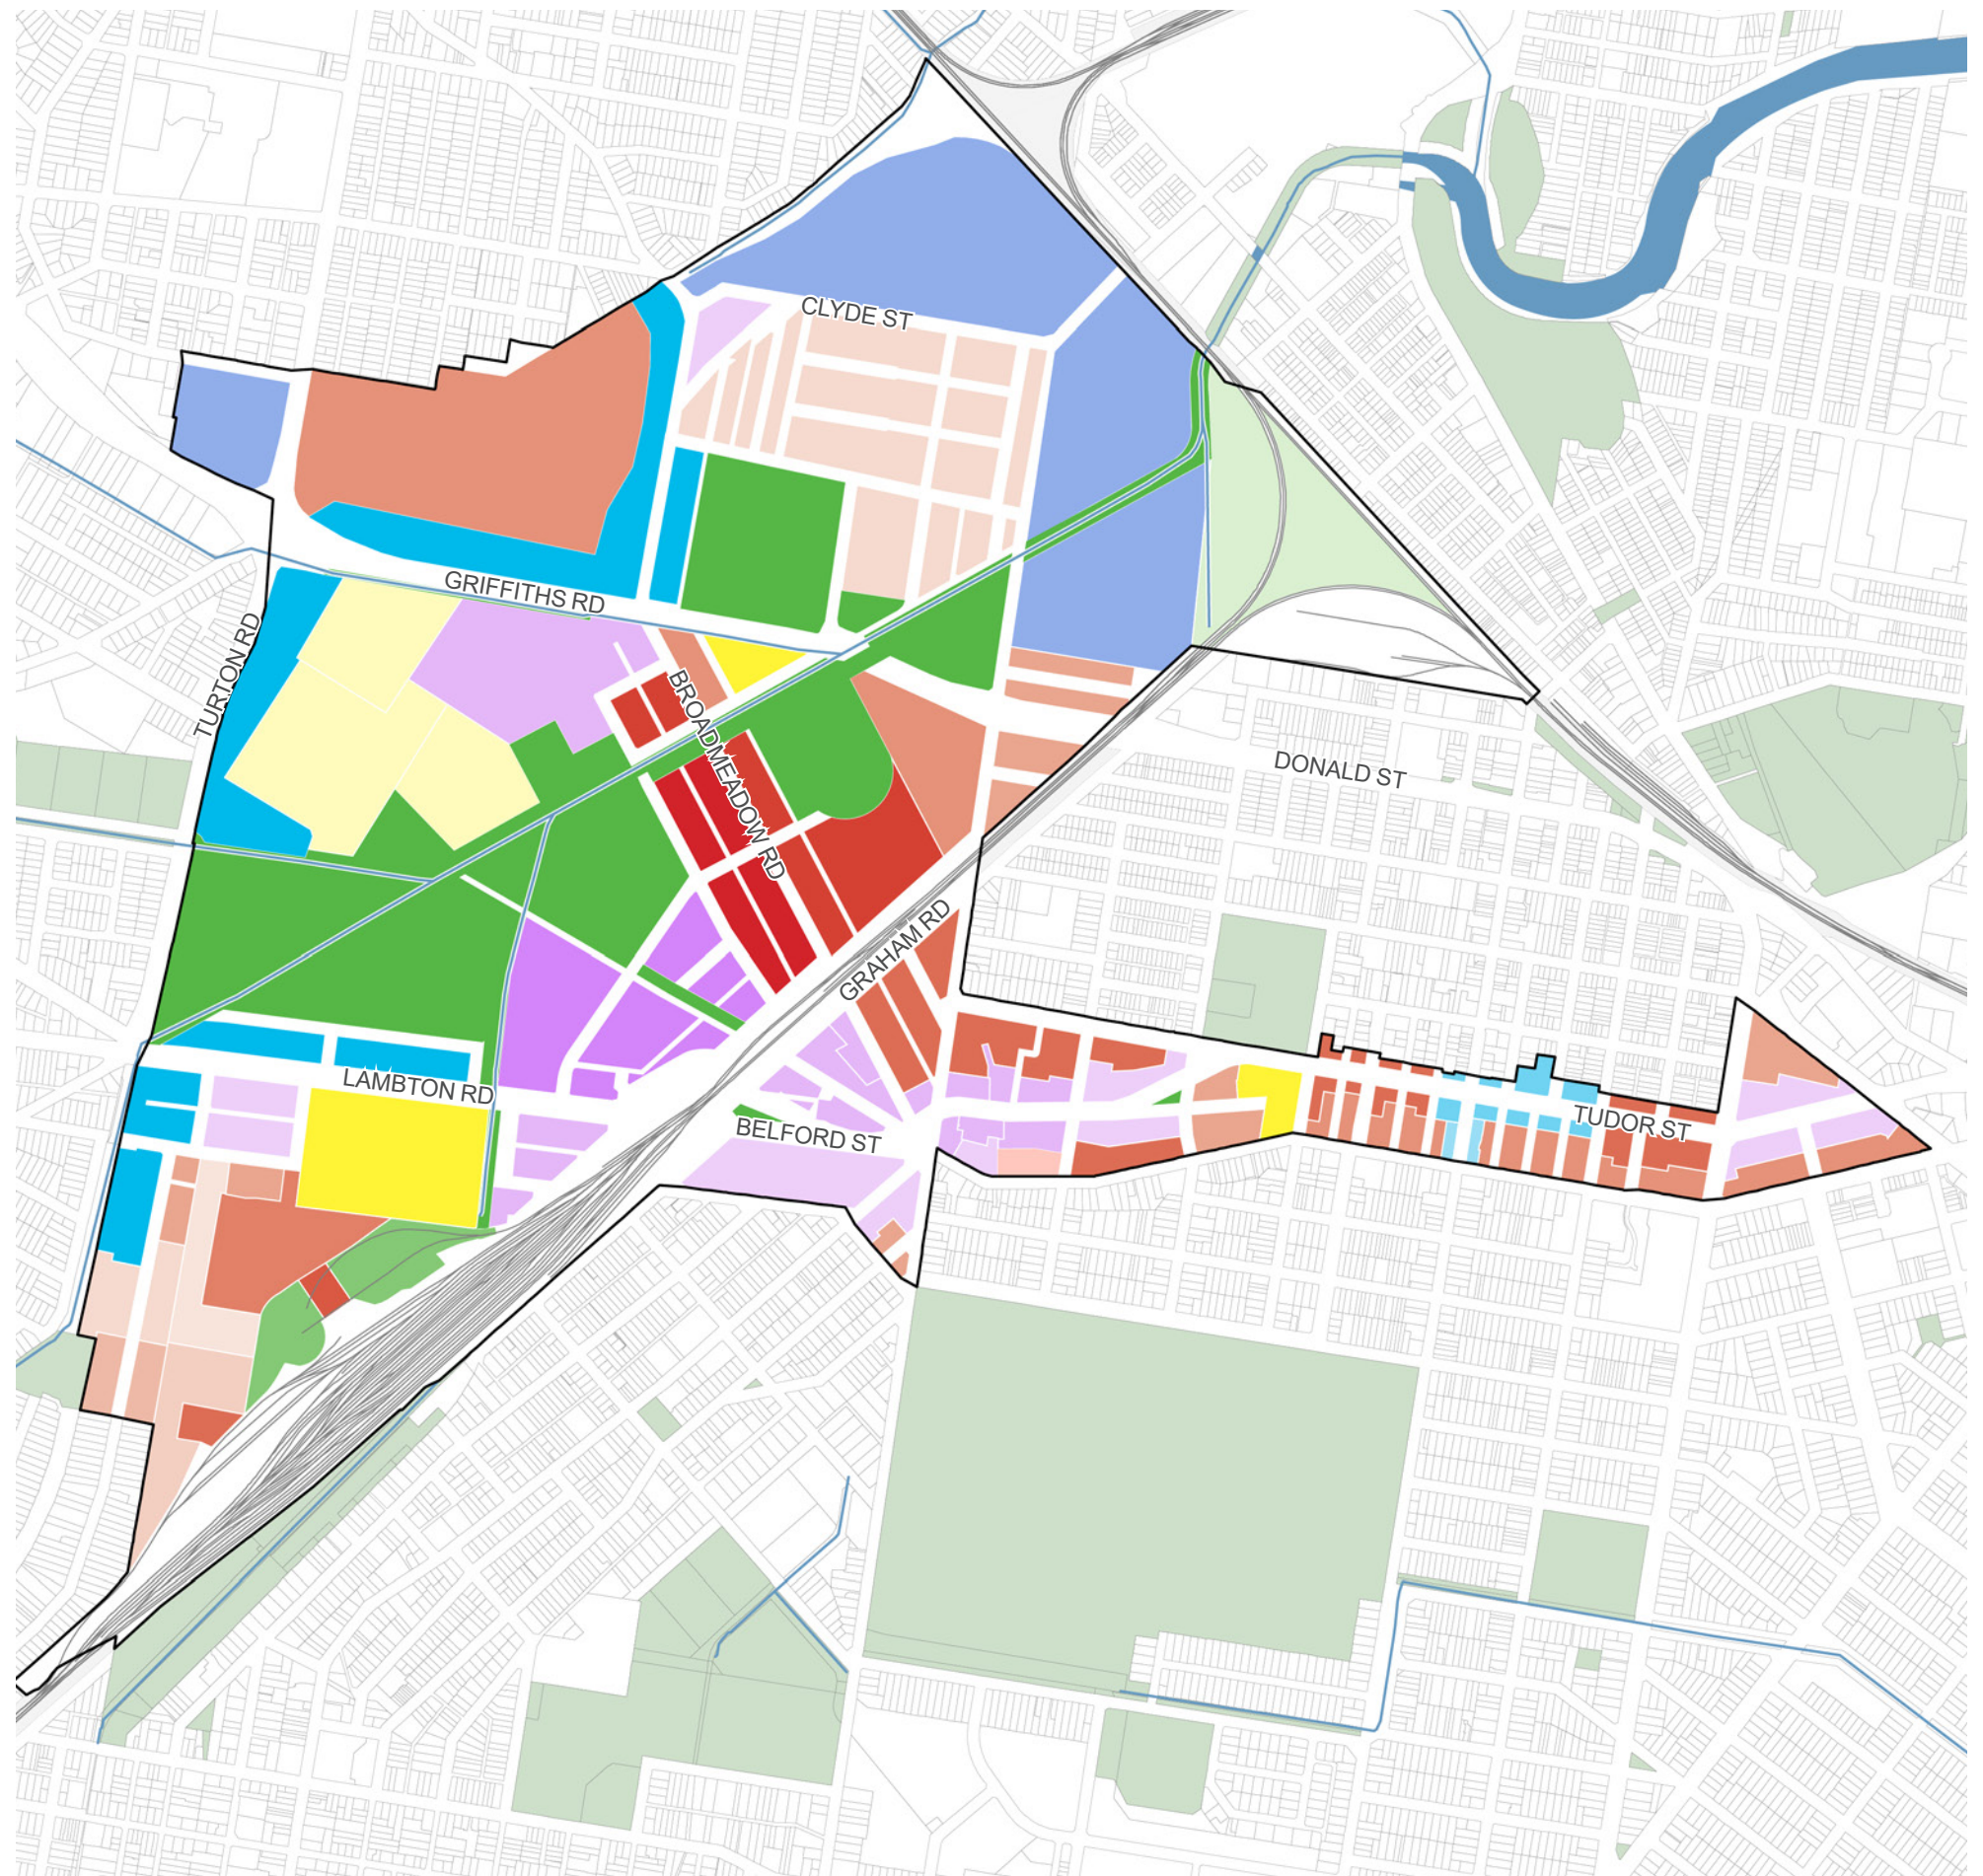 CLYDE ST
GRIFFITHS RD
TURTON RD
BROADMEADOW RD
DONALD ST
GRAHAM RD
LAMBTON RD
BELFORD ST
TUDOR ST